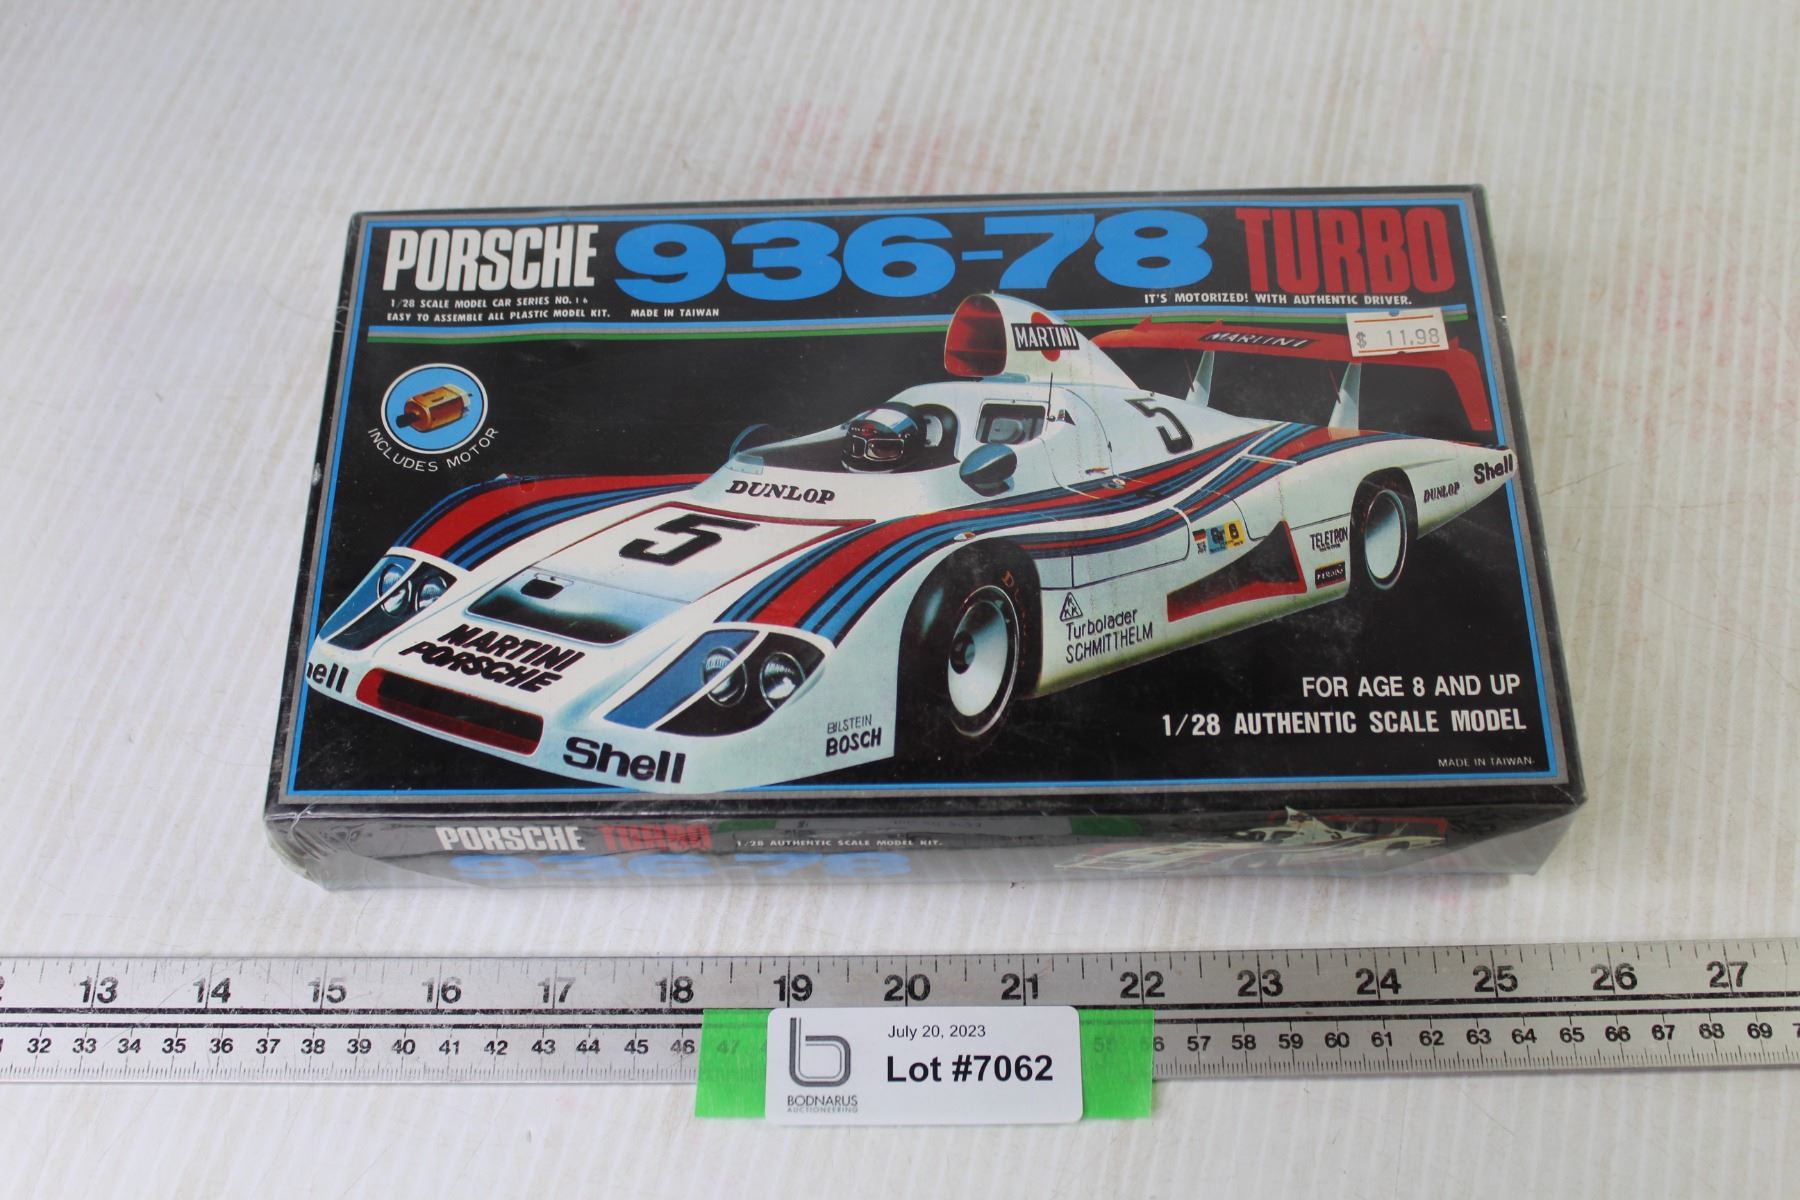 PORSCHE 936-78 TURBO
1/28 SCALE MODEL CAR SERIES NO. 16
IT'S MOTORIZED! WITH AUTHENTIC DRIVER.
EASY TO ASSEMBLE ALL PLASTIC MODEL KIT. MADE IN TAIWAN
$ 11.98
MARTINI
MARTINI
INCLUDES MOTOR
5
DUNLOP
5
Shell
DUNLOP
TELETRON
8
MARTINI
PORSCHE
KKK
Turbolader
SCHMITTHELM
ell
Shell
BILSTEIN
BOSCH
FOR AGE 8 AND UP
1/28 AUTHENTIC SCALE MODEL
MADE IN TAIWAN
PORSCHE TURBO 1/28 AUTHENTIC SCALE MODEL KIT.
936-78
13 14 15 16 17 18 19 20 21 22 23 24 25 26 27
32 33 34 35 36 37 38 39 40 41 42 43 44 45 46 47 55 56 57 58 59 60 61 62 63 64 65 66 67 68 69
July 20, 2023
Lot #7062
b
BODNARUS
AUCTIONEERING